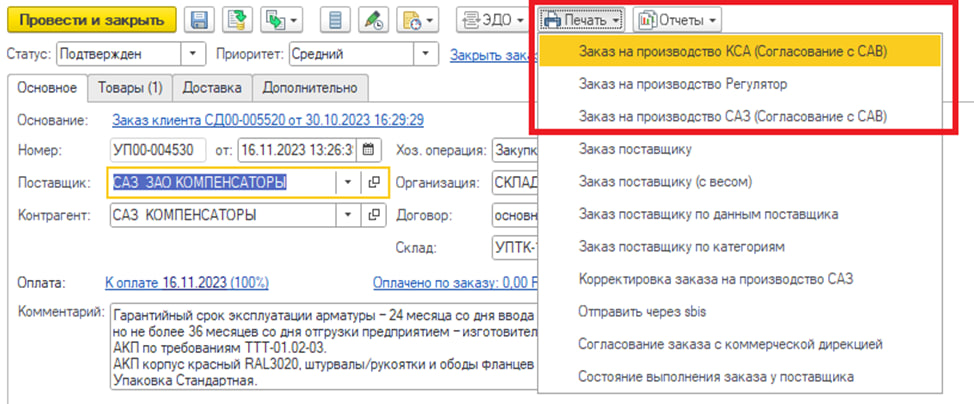 Провести и закрыть
ЭДО
Печать
Отчеты
Статус: Подтвержден
Приоритет: Средний
Закрыть зака
Основное
Товары (1)
Доставка
Дополнительно
Основание: Заказ клиента СД00-005520 от 30.10.2023 16:29:29
Номер: УП00-004530 от: 16.11.2023 13:26:3
Хоз. операция: Закупк
Поставщик: САЗ ЗАО КОМПЕНСАТОРЫ
Организация: СКЛАД
Контрагент: САЗ КОМПЕНСАТОРЫ
Договор: основн
Склад: УПТК-
Оплата: К оплате 16.11.2023 (100%)
Оплачено по заказу: 0,00
Комментарий: Гарантийный срок эксплуатации арматуры – 24 месяца со дня ввода
но не более 36 месяцев со дня отгрузки предприятием – изготовител
АКП по требованиям ТТТ-01.02-03.
АКП корпус красный RAL3020, штурвалы/рукоятки и ободы фланцев
Упаковка Стандартная.
Заказ на производство КСА (Согласование с САВ)
Заказ на производство Регулятор
Заказ на производство САЗ (Согласование с САВ)
Заказ поставщику
Заказ поставщику (с весом)
Заказ поставщику по данным поставщика
Заказ поставщику по категориям
Корректировка заказа на производство САЗ
Отправить через sbis
Согласование заказа с коммерческой дирекцией
Состояние выполнения заказа у поставщика